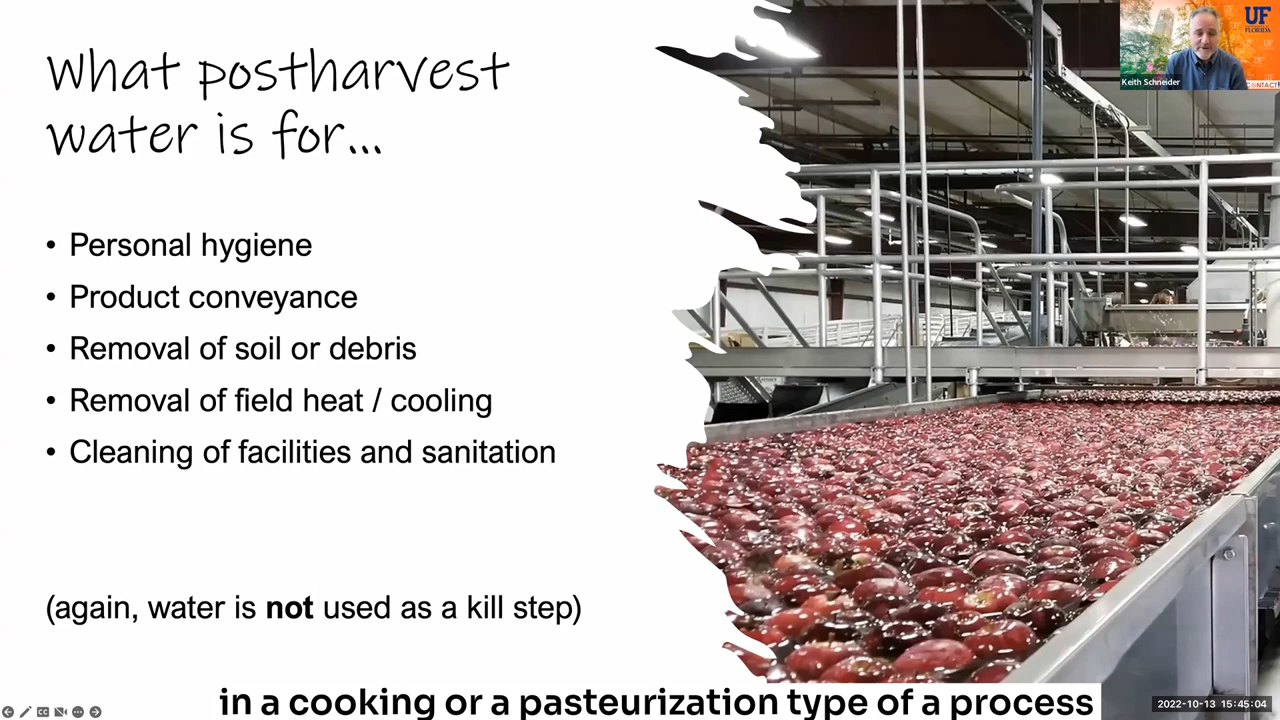 What postharvest
water is for...
• Personal hygiene
• Product conveyance
• Removal of soil or debris
• Removal of field heat / cooling
• Cleaning of facilities and sanitation
(again, water is not used as a kill step)
UF
FLORIDA
Keith Schneider
in a cooking or a pasteurization type of a process
2022-10-13 15:45:04